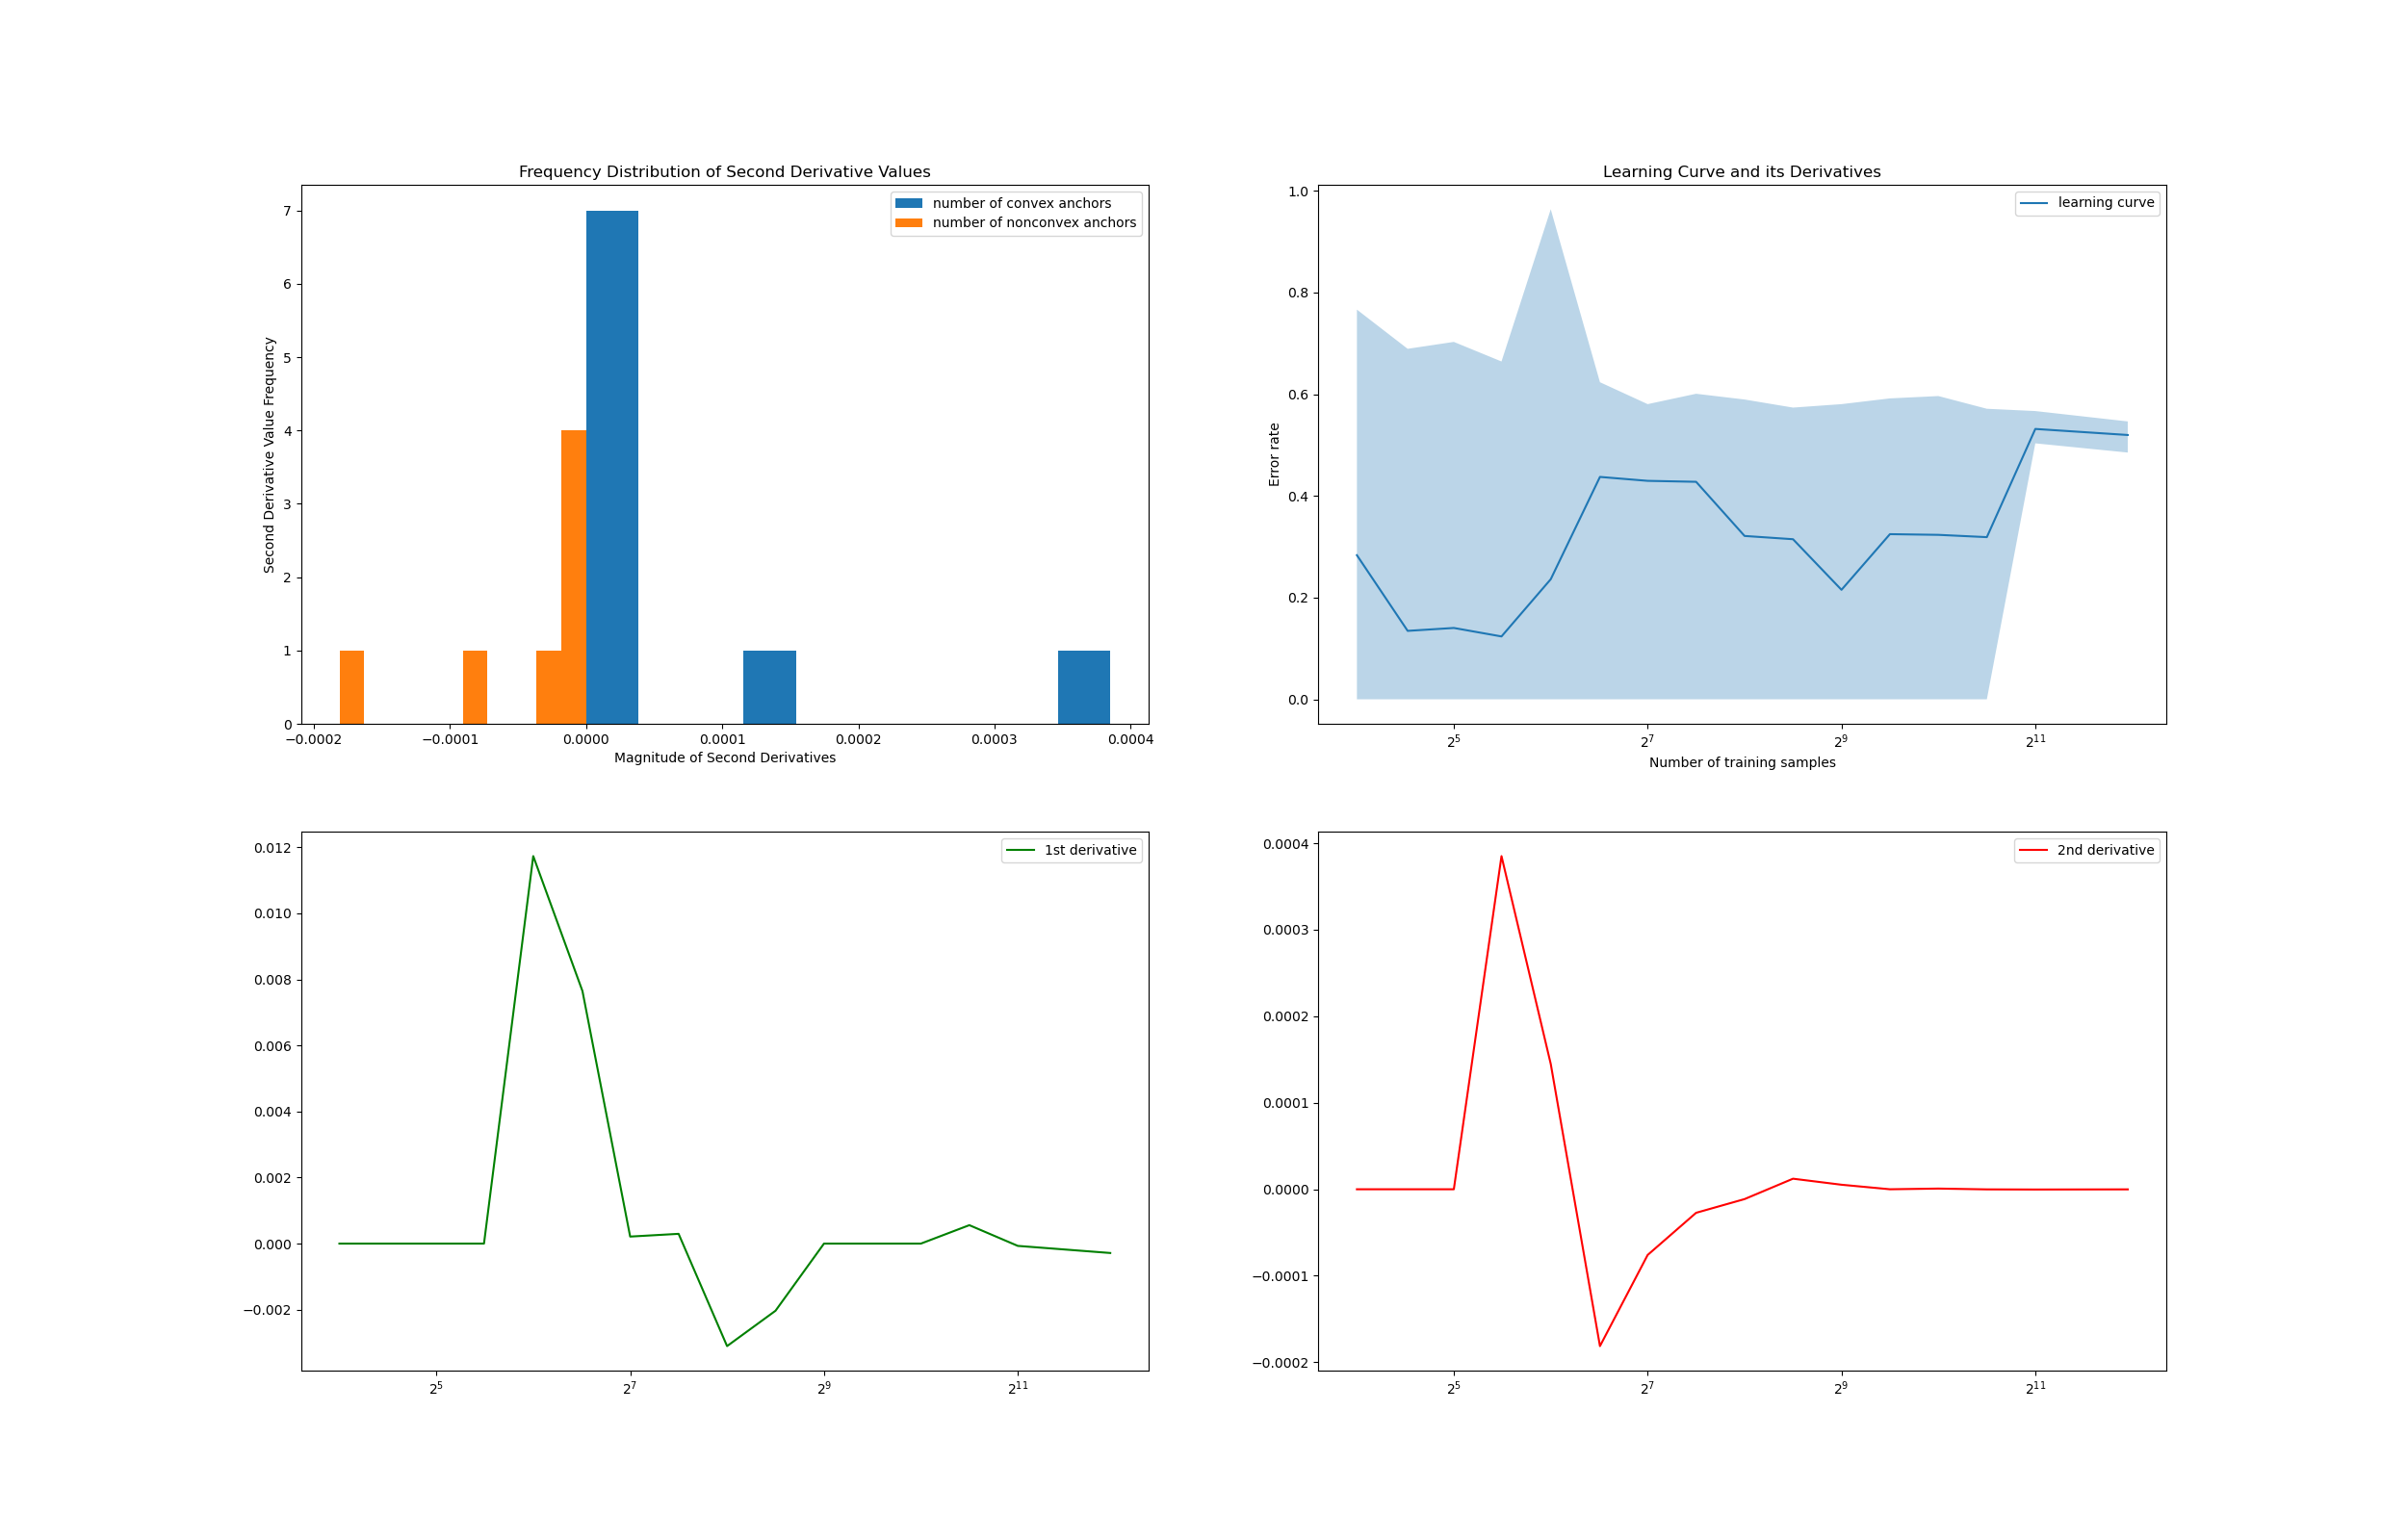 Frequency Distribution of Second Derivative Values
number of convex anchors
number of nonconvex anchors
Second Derivative Value Frequency
7
6
5
4
3
2
1
0
−0.0002 −0.0001 0.0000 0.0001 0.0002 0.0003 0.0004
Magnitude of Second Derivatives
Learning Curve and its Derivatives
learning curve
Error rate
1.0
0.8
0.6
0.4
0.2
0.0
2^5 2^7 2^9 2^11
Number of training samples
1st derivative
0.012
0.010
0.008
0.006
0.004
0.002
0.000
−0.002
2^5 2^7 2^9 2^11
2nd derivative
0.0004
0.0003
0.0002
0.0001
0.0000
−0.0001
−0.0002
2^5 2^7 2^9 2^11